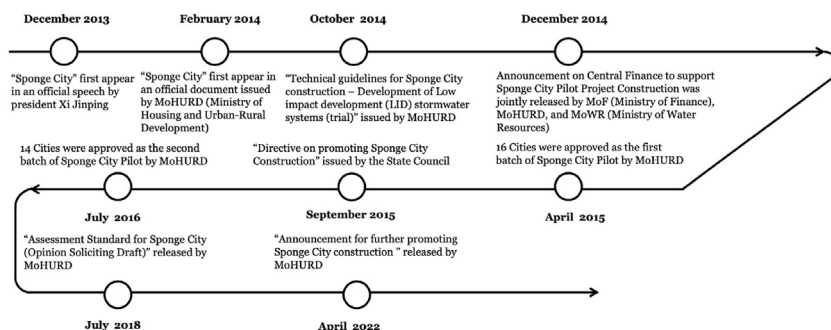 December 2013
February 2014
October 2014
December 2014
“Sponge City” first appear
in an official speech by
president Xi Jinping
“Sponge City” first appear in
an official document issued
by MoHURD (Ministry of
Housing and Urban-Rural
Development)
“Technical guidelines for Sponge City
construction – Development of Low
impact development (LID) stormwater
systems (trial)” issued by MoHURD
Announcement on Central Finance to support
Sponge City Pilot Project Construction was
jointly released by MoF (Ministry of Finance),
MoHURD, and MoWR (Ministry of Water
Resources)
16 Cities were approved as the first
batch of Sponge City Pilot by MoHURD
April 2015
“Directive on promoting Sponge City
Construction” issued by the State Council
September 2015
14 Cities were approved as the second
batch of Sponge City Pilot by MoHURD
July 2016
“Assessment Standard for Sponge City
(Opinion Soliciting Draft)” released by
MoHURD
July 2018
“Announcement for further promoting
Sponge City construction ” released by
MoHURD
April 2022